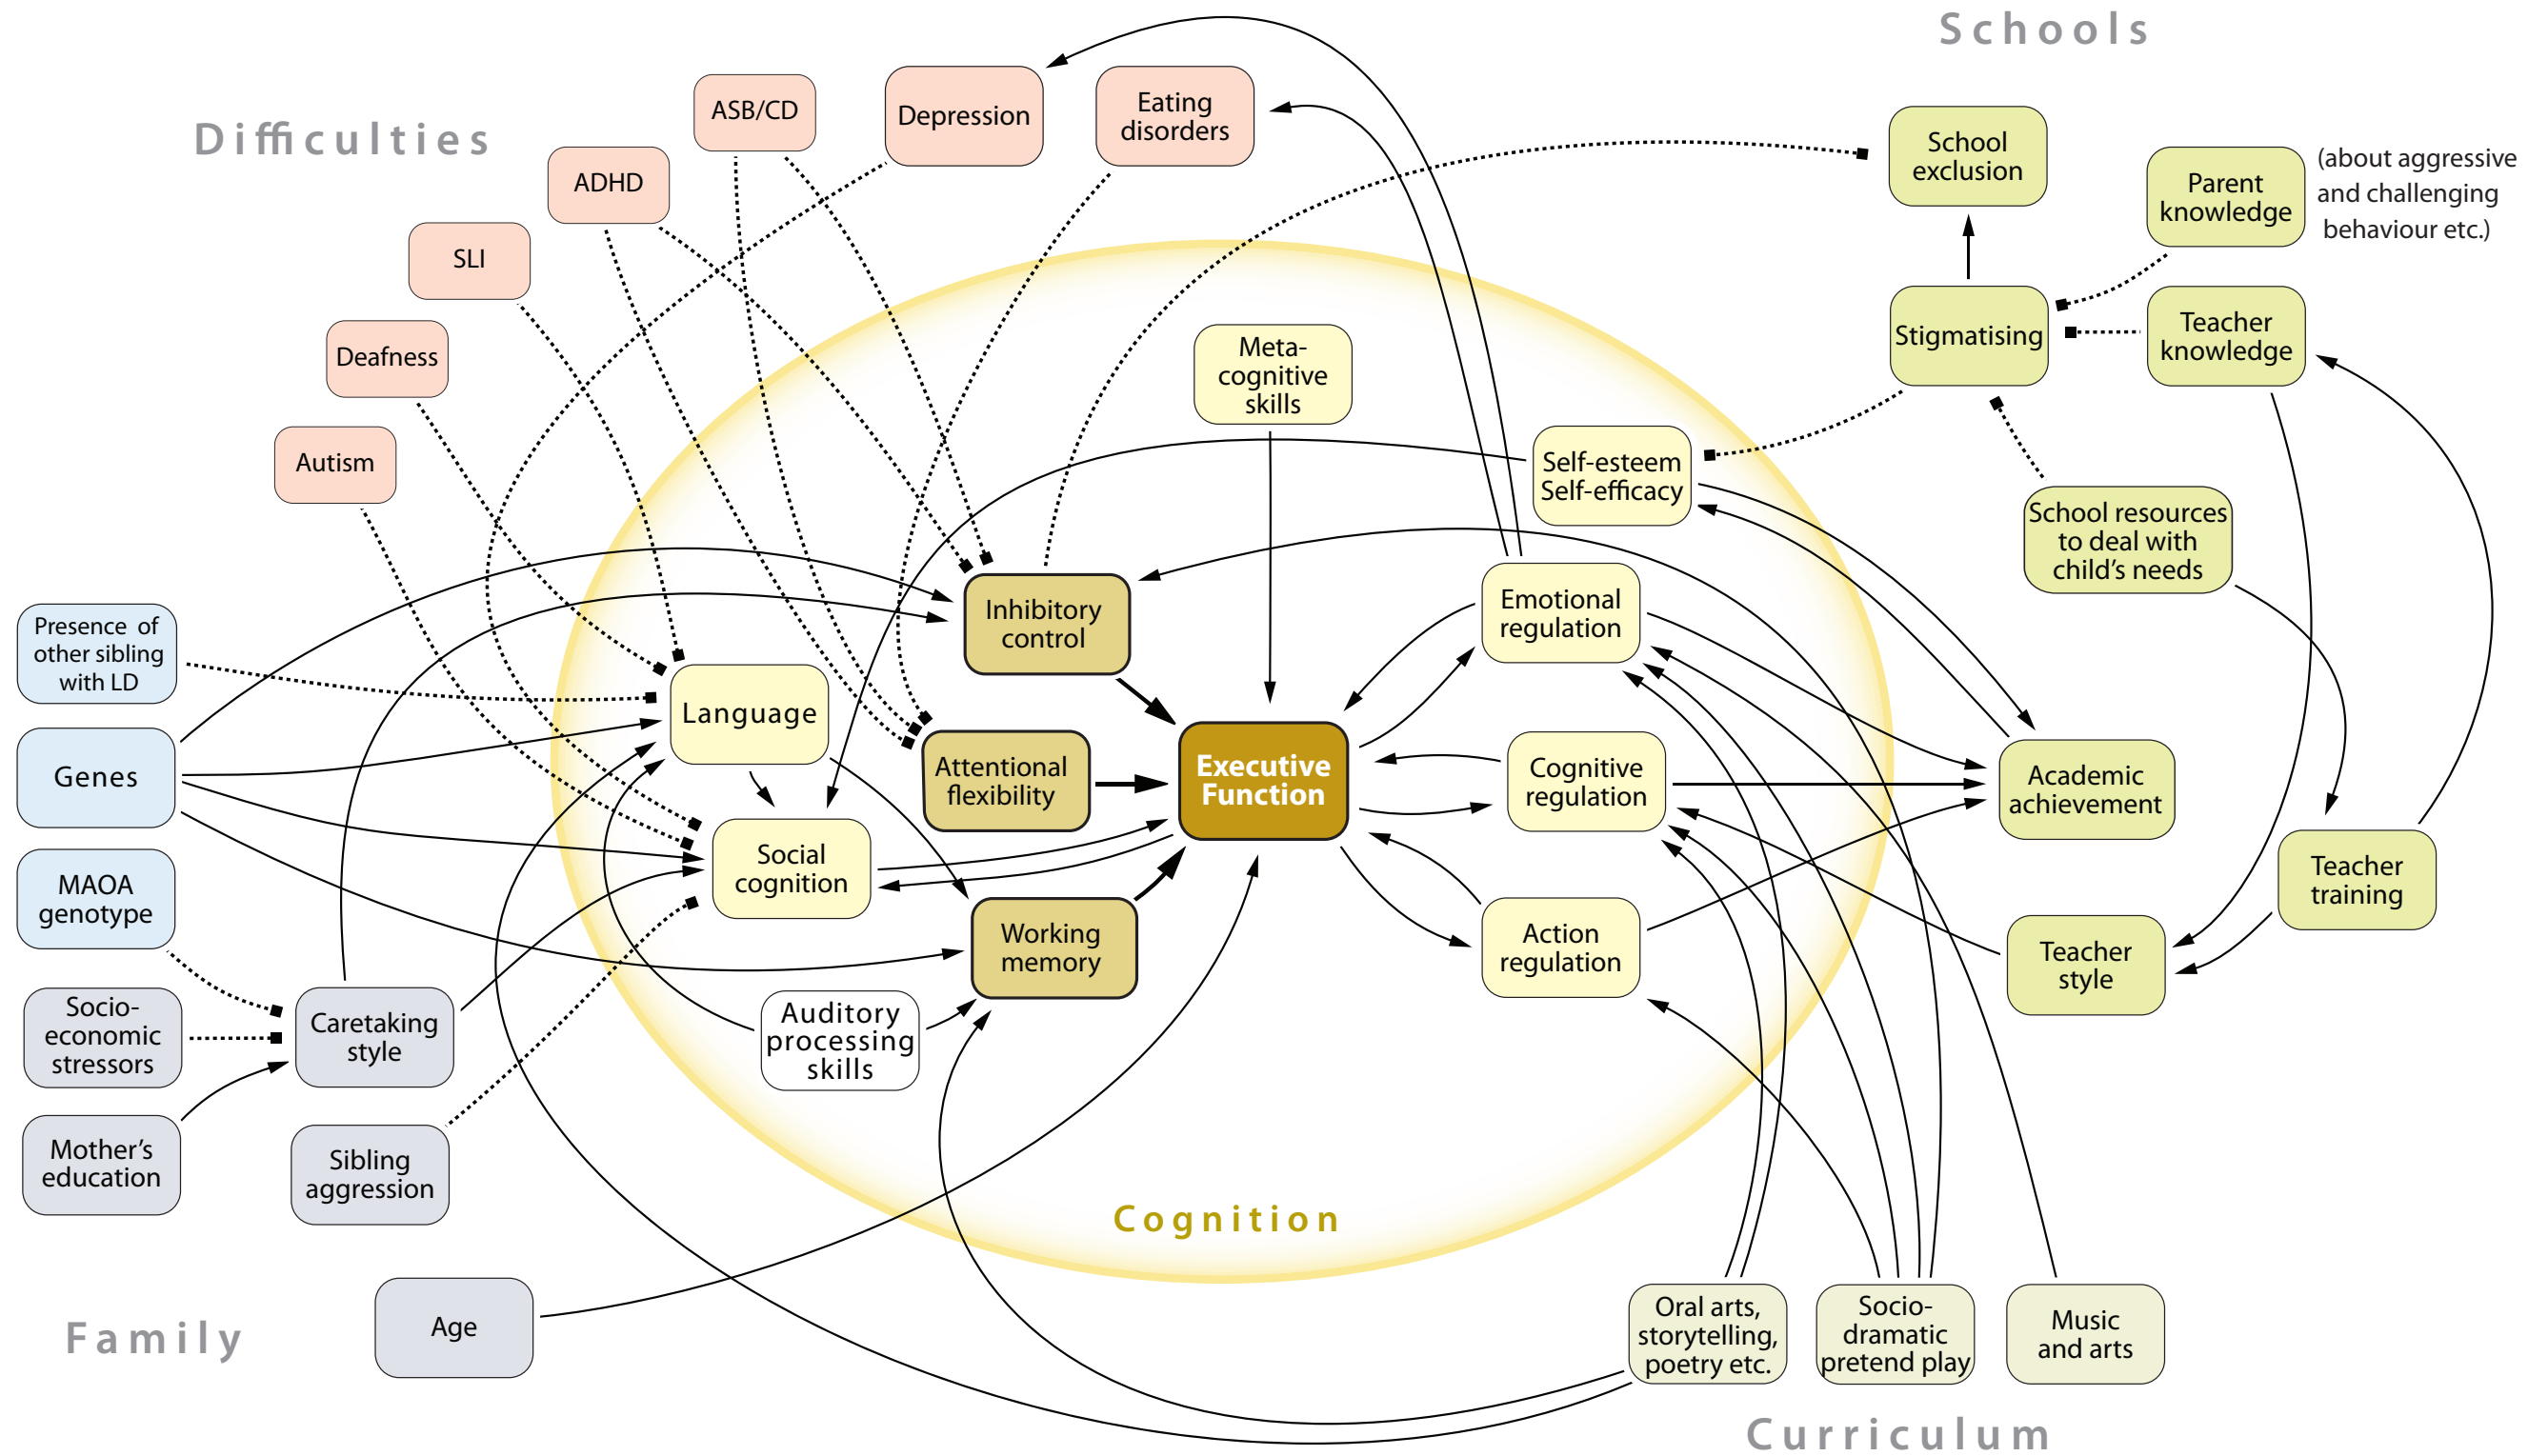 Schools
Difficulties
ASB/CD
Depression
Eating
disorders
ADHD
SLI
Deafness
Autism
School
exclusion
Parent
knowledge
(about aggressive
and challenging
behaviour etc.)
Stigmatising
Teacher
knowledge
Meta-
cognitive
skills
Self-esteem
Self-efficacy
School resources
to deal with
child's needs
Presence of
other sibling
with LD
Genes
MAOA
genotype
Socio-
economic
stressors
Mother's
education
Caretaking
style
Sibling
aggression
Age
Family
Inhibitory
control
Language
Attentional
flexibility
Executive
Function
Social
cognition
Working
memory
Auditory
processing
skills
Emotional
regulation
Cognitive
regulation
Action
regulation
Academic
achievement
Teacher
training
Teacher
style
Cognition
Oral arts,
storytelling,
poetry etc.
Socio-
dramatic
pretend play
Music
and arts
Curriculum